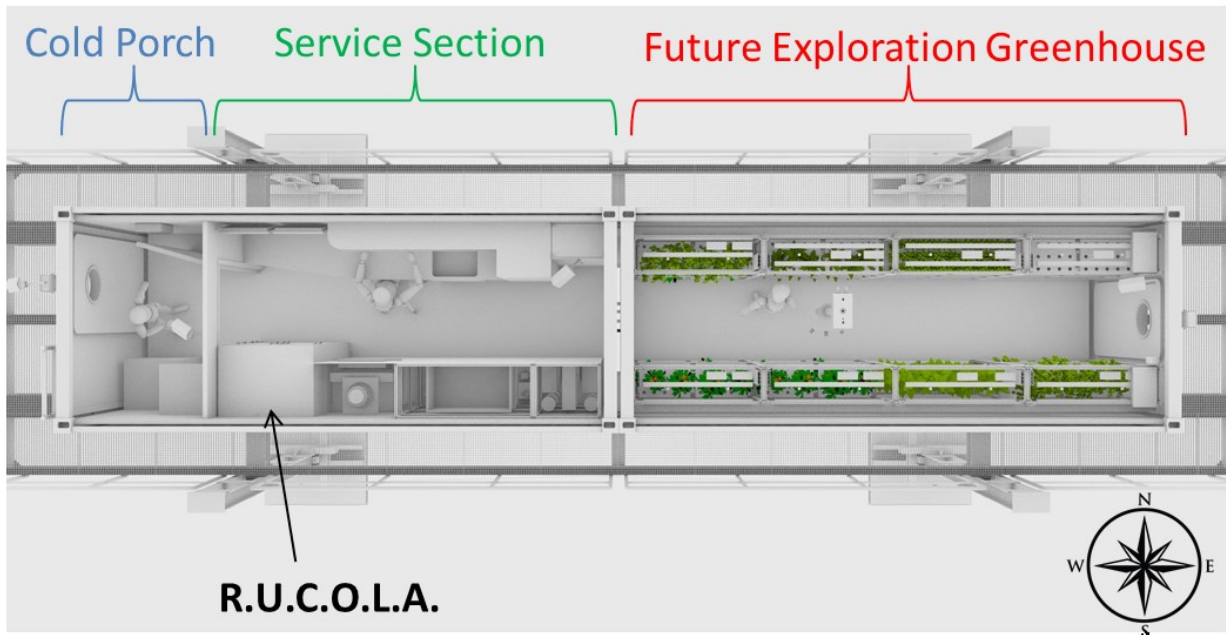 Cold Porch
Service Section
Future Exploration Greenhouse
R.U.C.O.L.A.
N
W
E
S